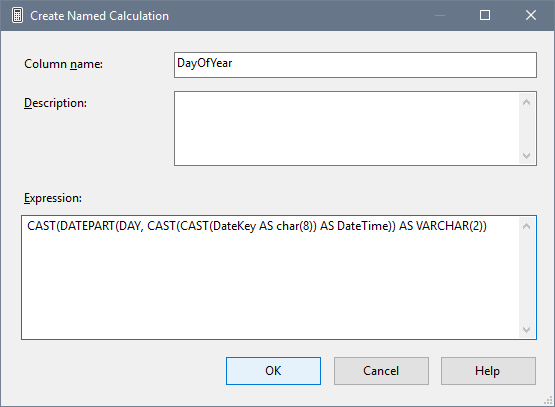 Create Named Calculation
Column name:
DayOfYear
Description:
Expression:
CAST(DATEPART(DAY, CAST(CAST(DateKey AS char(8)) AS DateTime)) AS VARCHAR(2))
OK
Cancel
Help